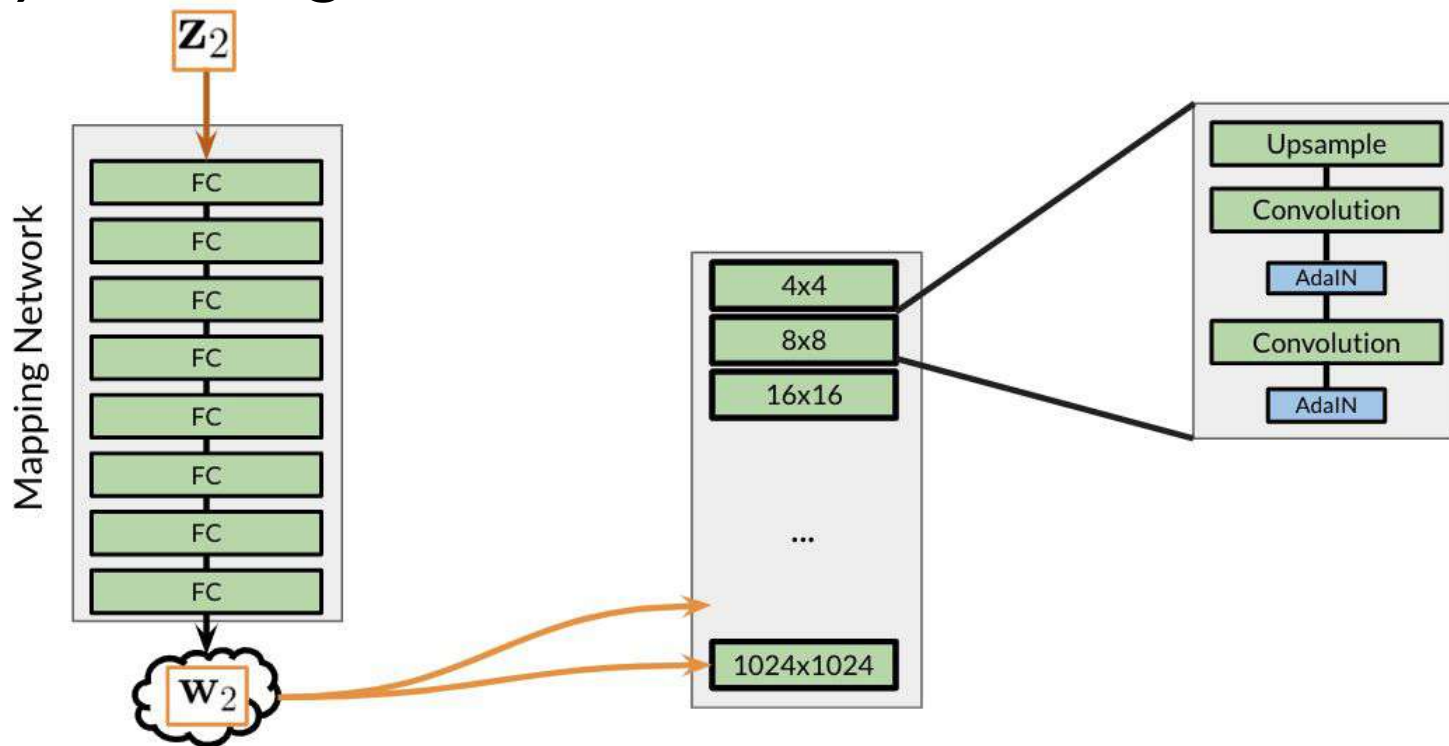 z₂
Mapping Network
FC
FC
FC
FC
FC
FC
FC
FC
w₂
4x4
8x8
16x16
...
1024x1024
Upsample
Convolution
AdaIN
Convolution
AdaIN